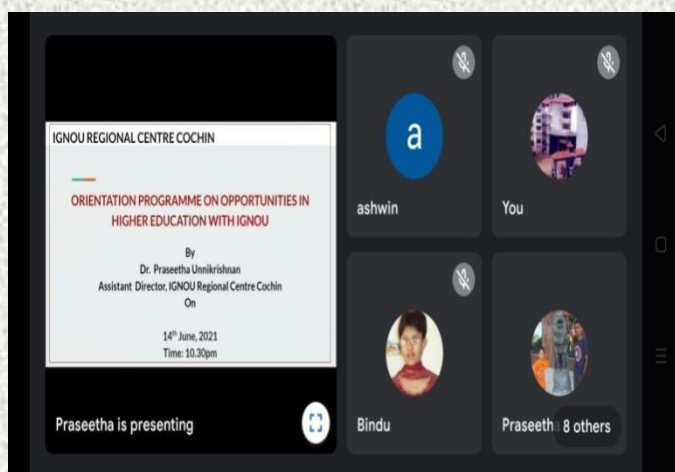 IGNOU REGIONAL CENTRE COCHIN
ORIENTATION PROGRAMME ON OPPORTUNITIES IN
HIGHER EDUCATION WITH IGNOU
By
Dr. Praseetha Unnikrishnan
Assistant Director, IGNOU Regional Centre Cochin
On
14th June, 2021
Time: 10.30pm
Praseetha is presenting
a
ashwin
You
Bindu
Praseeth
8 others